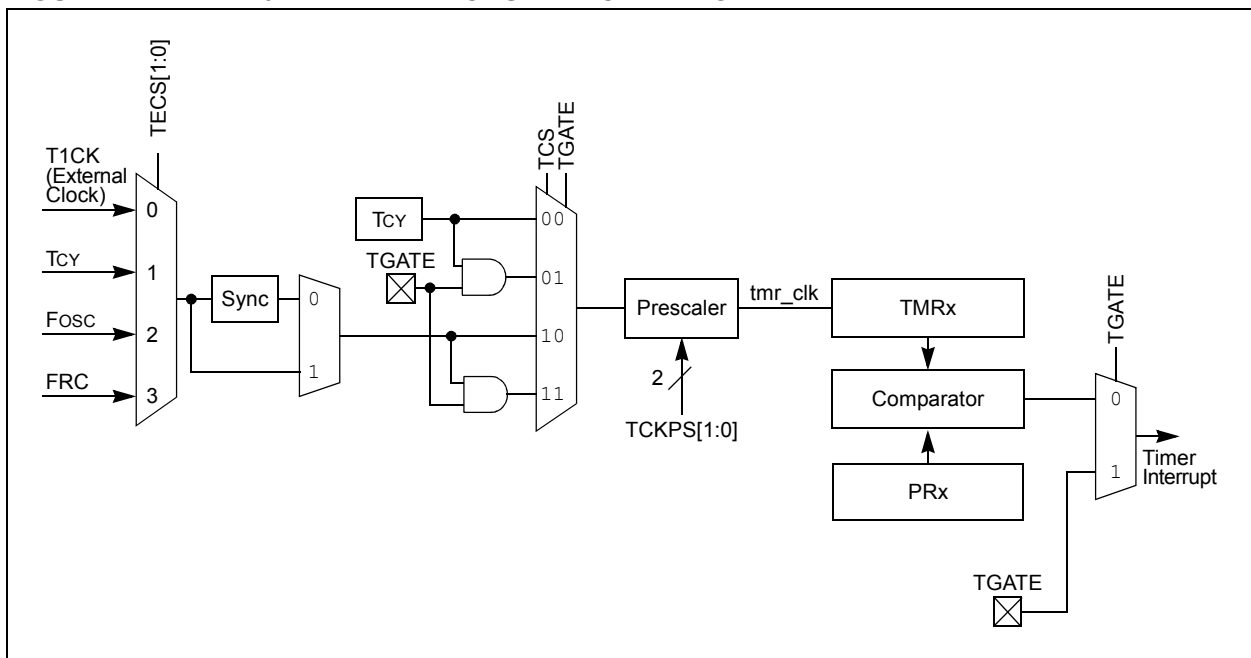 TECS[1:0]
T1CK
(External
Clock)
0
TCY
1
FOSC
2
FRC
3
Sync
0
1
TCY
TGATE
TCS
TGATE
00
01
10
11
Prescaler
2
TCKPS[1:0]
tmr_clk
TMRx
Comparator
PRx
TGATE
0
1
Timer
Interrupt
TGATE